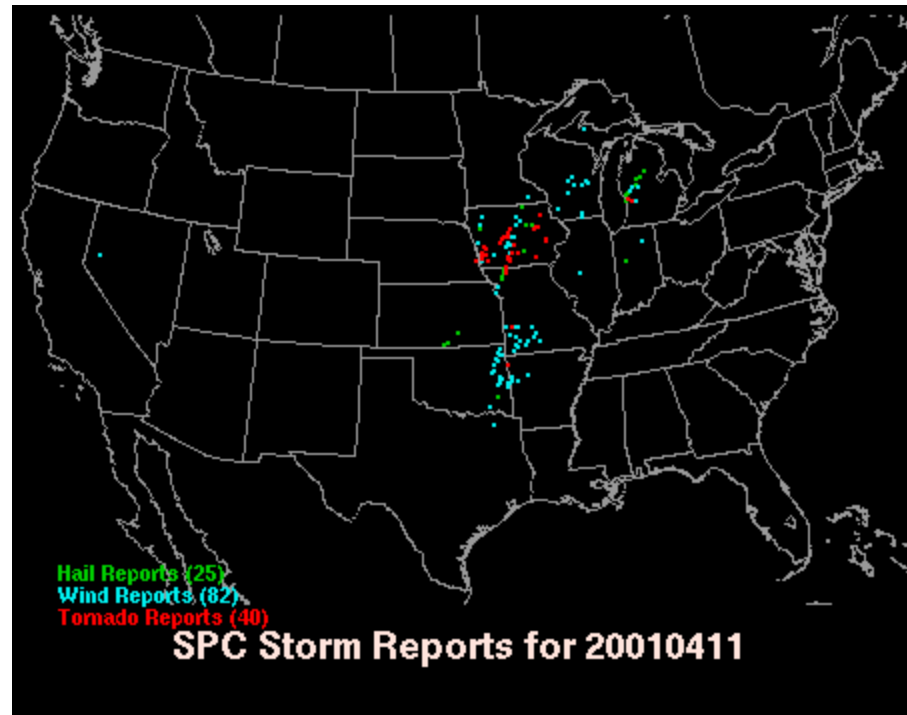 Hail Reports (25)
Wind Reports (82)
Tornado Reports (40)
SPC Storm Reports for 20010411